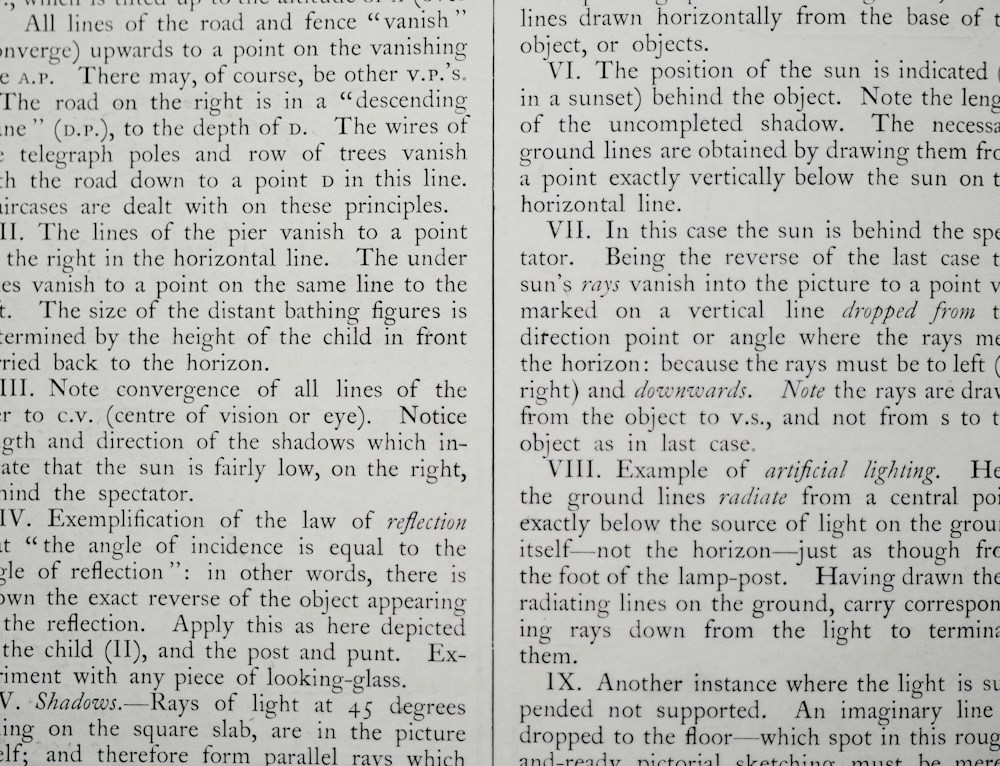 which is tilted up to the altitude of
All lines of the road and fence “vanish”
onverge) upwards to a point on the vanishing
e A.P. There may, of course, be other V.P.’s.
The road on the right is in a “descending
ane” (D.P.), to the depth of D. The wires of
e telegraph poles and row of trees vanish
th the road down to a point D in this line.
aircases are dealt with on these principles.
II. The lines of the pier vanish to a point
the right in the horizontal line. The under
es vanish to a point on the same line to the
t. The size of the distant bathing figures is
termined by the height of the child in front
rried back to the horizon.
III. Note convergence of all lines of the
er to C.V. (centre of vision or eye). Notice
gth and direction of the shadows which in-
ate that the sun is fairly low, on the right,
hind the spectator.
IV. Exemplification of the law of reflection
at “the angle of incidence is equal to the
gle of reflection”: in other words, there is
own the exact reverse of the object appearing
the reflection. Apply this as here depicted
the child (II), and the post and punt. Ex-
riment with any piece of looking-glass.
V. Shadows.—Rays of light at 45 degrees
ing on the square slab, are in the picture
elf; and therefore form parallel rays which
lines drawn horizontally from the base of t
object, or objects.
VI. The position of the sun is indicated (
in a sunset) behind the object. Note the leng
of the uncompleted shadow. The necessa
ground lines are obtained by drawing them fro
a point exactly vertically below the sun on t
horizontal line.
VII. In this case the sun is behind the spe
tator. Being the reverse of the last case t
sun’s rays vanish into the picture to a point v
marked on a vertical line dropped from t
direction point or angle where the rays me
the horizon: because the rays must be to left (
right) and downwards. Note the rays are draw
from the object to V.S., and not from S to t
object as in last case.
VIII. Example of artificial lighting. He
the ground lines radiate from a central poi
exactly below the source of light on the grou
itself—not the horizon—just as though fro
the foot of the lamp-post. Having drawn the
radiating lines on the ground, carry correspon
ing rays down from the light to termina
them.
IX. Another instance where the light is su
pended not supported. An imaginary line
dropped to the floor—which spot in this roug
and-ready pictorial sketching must be mere